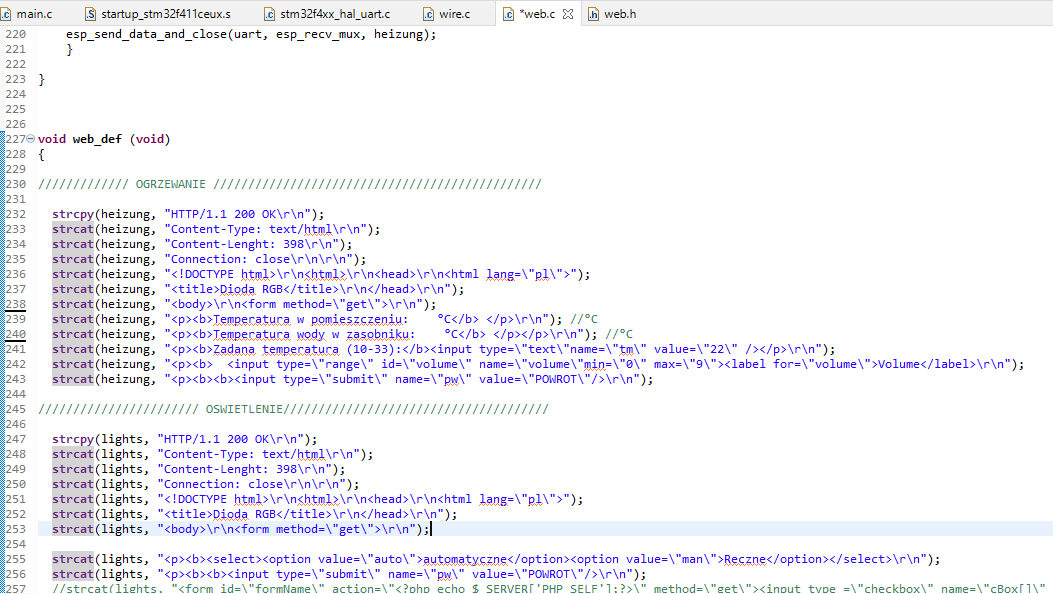 main.c startup_stm32f411ceux.s stm32f4xx_hal_uart.c wire.c *web.c web.h
220 esp_send_data_and_close(uart, esp_recv_mux, heizung);
221 }
222
223 }
224
225
226
227 void web_def (void)
228 {
229
230 ///////////// OGRZEWANIE ///////////////////////////////////////////////
231
232 strcpy(heizung, "HTTP/1.1 200 OK\r\n");
233 strcat(heizung, "Content-Type: text/html\r\n");
234 strcat(heizung, "Content-Lenght: 398\r\n");
235 strcat(heizung, "Connection: close\r\n\r\n");
236 strcat(heizung, "<!DOCTYPE html>\r\n<html>\r\n<head>\r\n<html lang=\"pl\">");
237 strcat(heizung, "<title>Dioda RGB</title>\r\n</head>\r\n");
238 strcat(heizung, "<body>\r\n<form method=\"get\">\r\n");
239 strcat(heizung, "<p><b>Temperatura w pomieszczeniu:    °C</b> </p>\r\n"); //°C
240 strcat(heizung, "<p><b>Temperatura wody w zasobniku:    °C</b> </p></p>\r\n"); //°C
241 strcat(heizung, "<p><b>Zadana temperatura (10-33):</b><input type=\"text\"name=\"tm\" value=\"22\" /></p>\r\n");
242 strcat(heizung, "<p><b>  <input type=\"range\" id=\"volume\" name=\"volume\"min=\"0\" max=\"9\"><label for=\"volume\">Volume</label>\r\n");
243 strcat(heizung, "<p><b><b><input type=\"submit\" name=\"pw\" value=\"POWROT\"/>\r\n");
244
245 /////////////////////// OSWIETLENIE//////////////////////////////////////
246
247 strcpy(lights, "HTTP/1.1 200 OK\r\n");
248 strcat(lights, "Content-Type: text/html\r\n");
249 strcat(lights, "Content-Lenght: 398\r\n");
250 strcat(lights, "Connection: close\r\n\r\n");
251 strcat(lights, "<!DOCTYPE html>\r\n<html>\r\n<head>\r\n<html lang=\"pl\">");
252 strcat(lights, "<title>Dioda RGB</title>\r\n</head>\r\n");
253 strcat(lights, "<body>\r\n<form method=\"get\">\r\n");
254
255 strcat(lights, "<p><b><select><option value=\"auto\">automatyczne</option><option value=\"man\">Reczne</option></select>\r\n");
256 strcat(lights, "<p><b><b><input type=\"submit\" name=\"pw\" value=\"POWROT\"/>\r\n");
257 //strcat(lights, "<form id=\"formName\" action=\"<?php echo $_SERVER['PHP_SELF'];?>\" method=\"get\"><input type =\"checkbox\" name=\"cBox[]\"